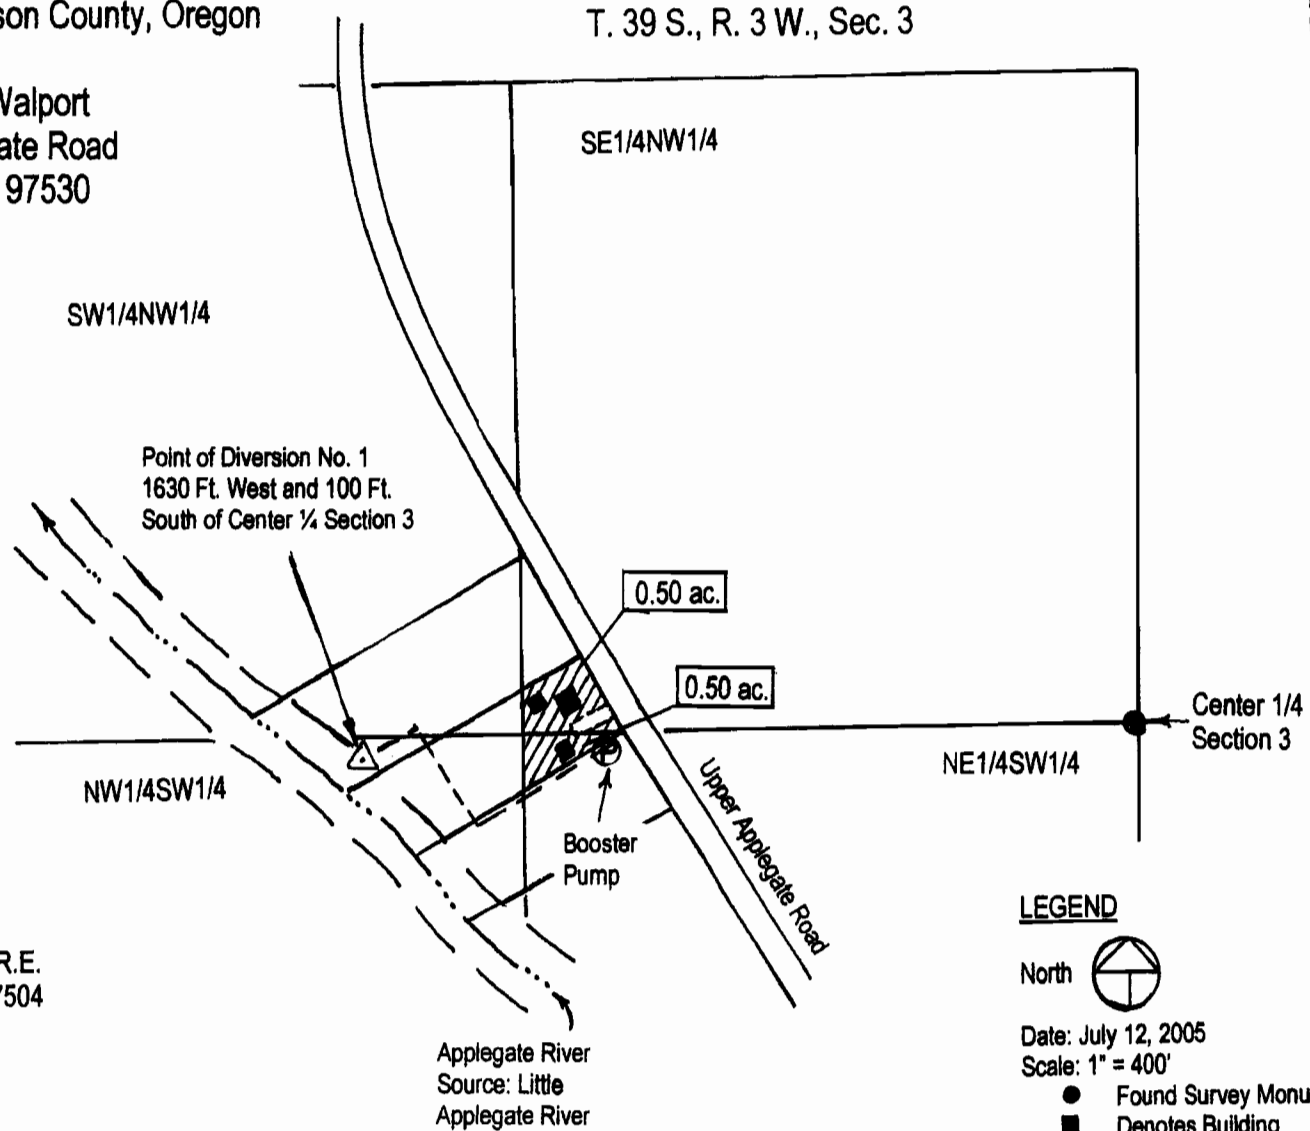 son County, Oregon
T. 39 S., R. 3 W., Sec. 3
Walport
ate Road
97530
SE1/4NW1/4
SW1/4NW1/4
Point of Diversion No. 1
1630 Ft. West and 100 Ft.
South of Center ¼ Section 3
0.50 ac.
0.50 ac.
Center 1/4
Section 3
NE1/4SW1/4
NW1/4SW1/4
Upper Applegate Road
Booster
Pump
P
R.E.
7504
Applegate River
Source: Little
Applegate River
LEGEND
North
Date: July 12, 2005
Scale: 1" = 400'
Found Survey Monu
Denotes Building